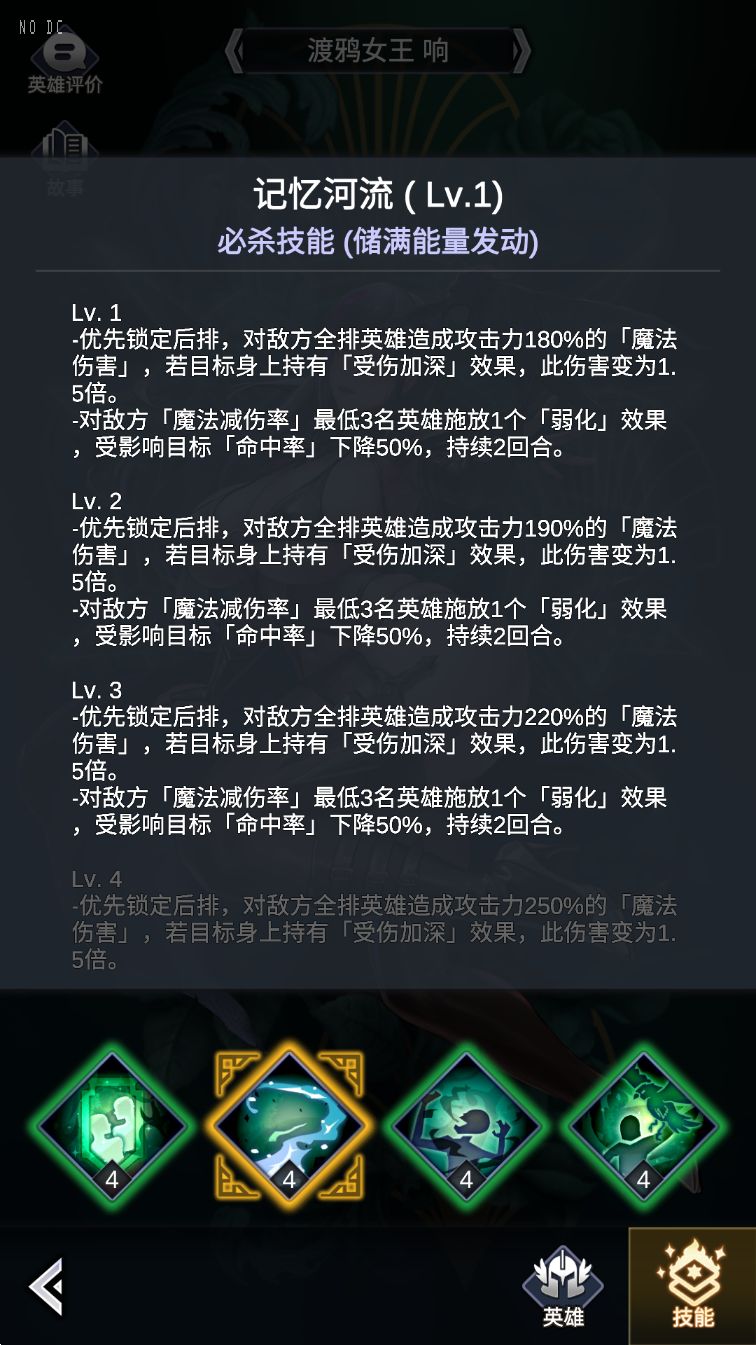 NO DC
渡鸦女王 响
英雄评价
故事
记忆河流 ( Lv.1)
必杀技能 (储满能量发动)
Lv. 1
-优先锁定后排，对敌方全排英雄造成攻击力180%的「魔法
伤害」，若目标身上持有「受伤加深」效果，此伤害变为1.
5倍。
-对敌方「魔法减伤率」最低3名英雄施放1个「弱化」效果
，受影响目标「命中率」下降50%，持续2回合。
Lv. 2
-优先锁定后排，对敌方全排英雄造成攻击力190%的「魔法
伤害」，若目标身上持有「受伤加深」效果，此伤害变为1.
5倍。
-对敌方「魔法减伤率」最低3名英雄施放1个「弱化」效果
，受影响目标「命中率」下降50%，持续2回合。
Lv. 3
-优先锁定后排，对敌方全排英雄造成攻击力220%的「魔法
伤害」，若目标身上持有「受伤加深」效果，此伤害变为1.
5倍。
-对敌方「魔法减伤率」最低3名英雄施放1个「弱化」效果
，受影响目标「命中率」下降50%，持续2回合。
Lv. 4
-优先锁定后排，对敌方全排英雄造成攻击力250%的「魔法
伤害」，若目标身上持有「受伤加深」效果，此伤害变为1.
5倍。
4 4 4 4
英雄 技能